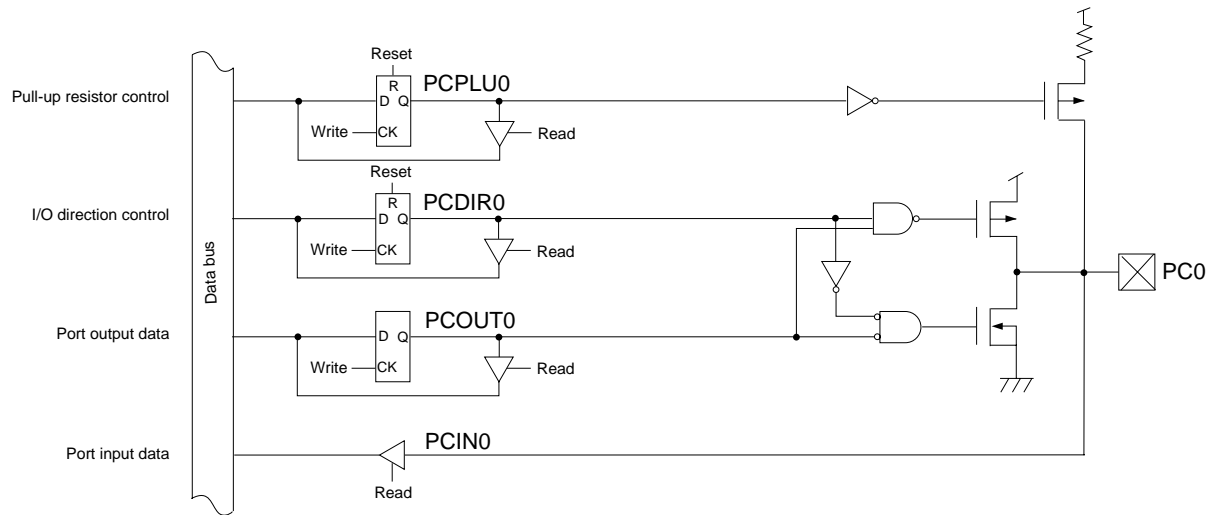 Reset
Pull-up resistor control
R
PCPLU0
D Q
Write
CK
Read
Reset
I/O direction control
R
PCDIR0
D Q
Write
CK
Read
Data bus
PC0
Port output data
PCOUT0
D Q
Write
CK
Read
Port input data
PCIN0
Read